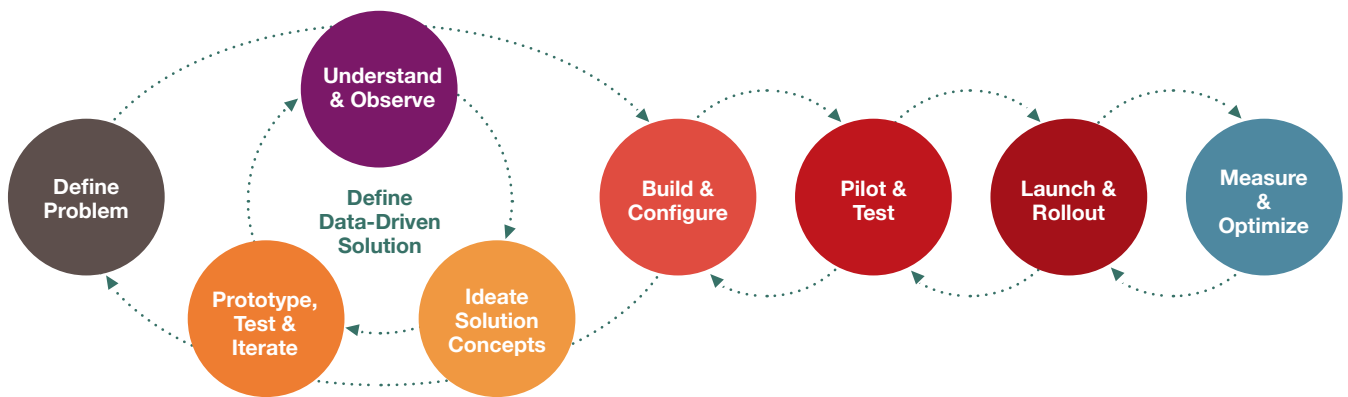 Define
Problem
Understand
& Observe
Define
Data-Driven
Solution
Prototype,
Test &
Iterate
Ideate
Solution
Concepts
Build &
Configure
Pilot &
Test
Launch &
Rollout
Measure
&
Optimize